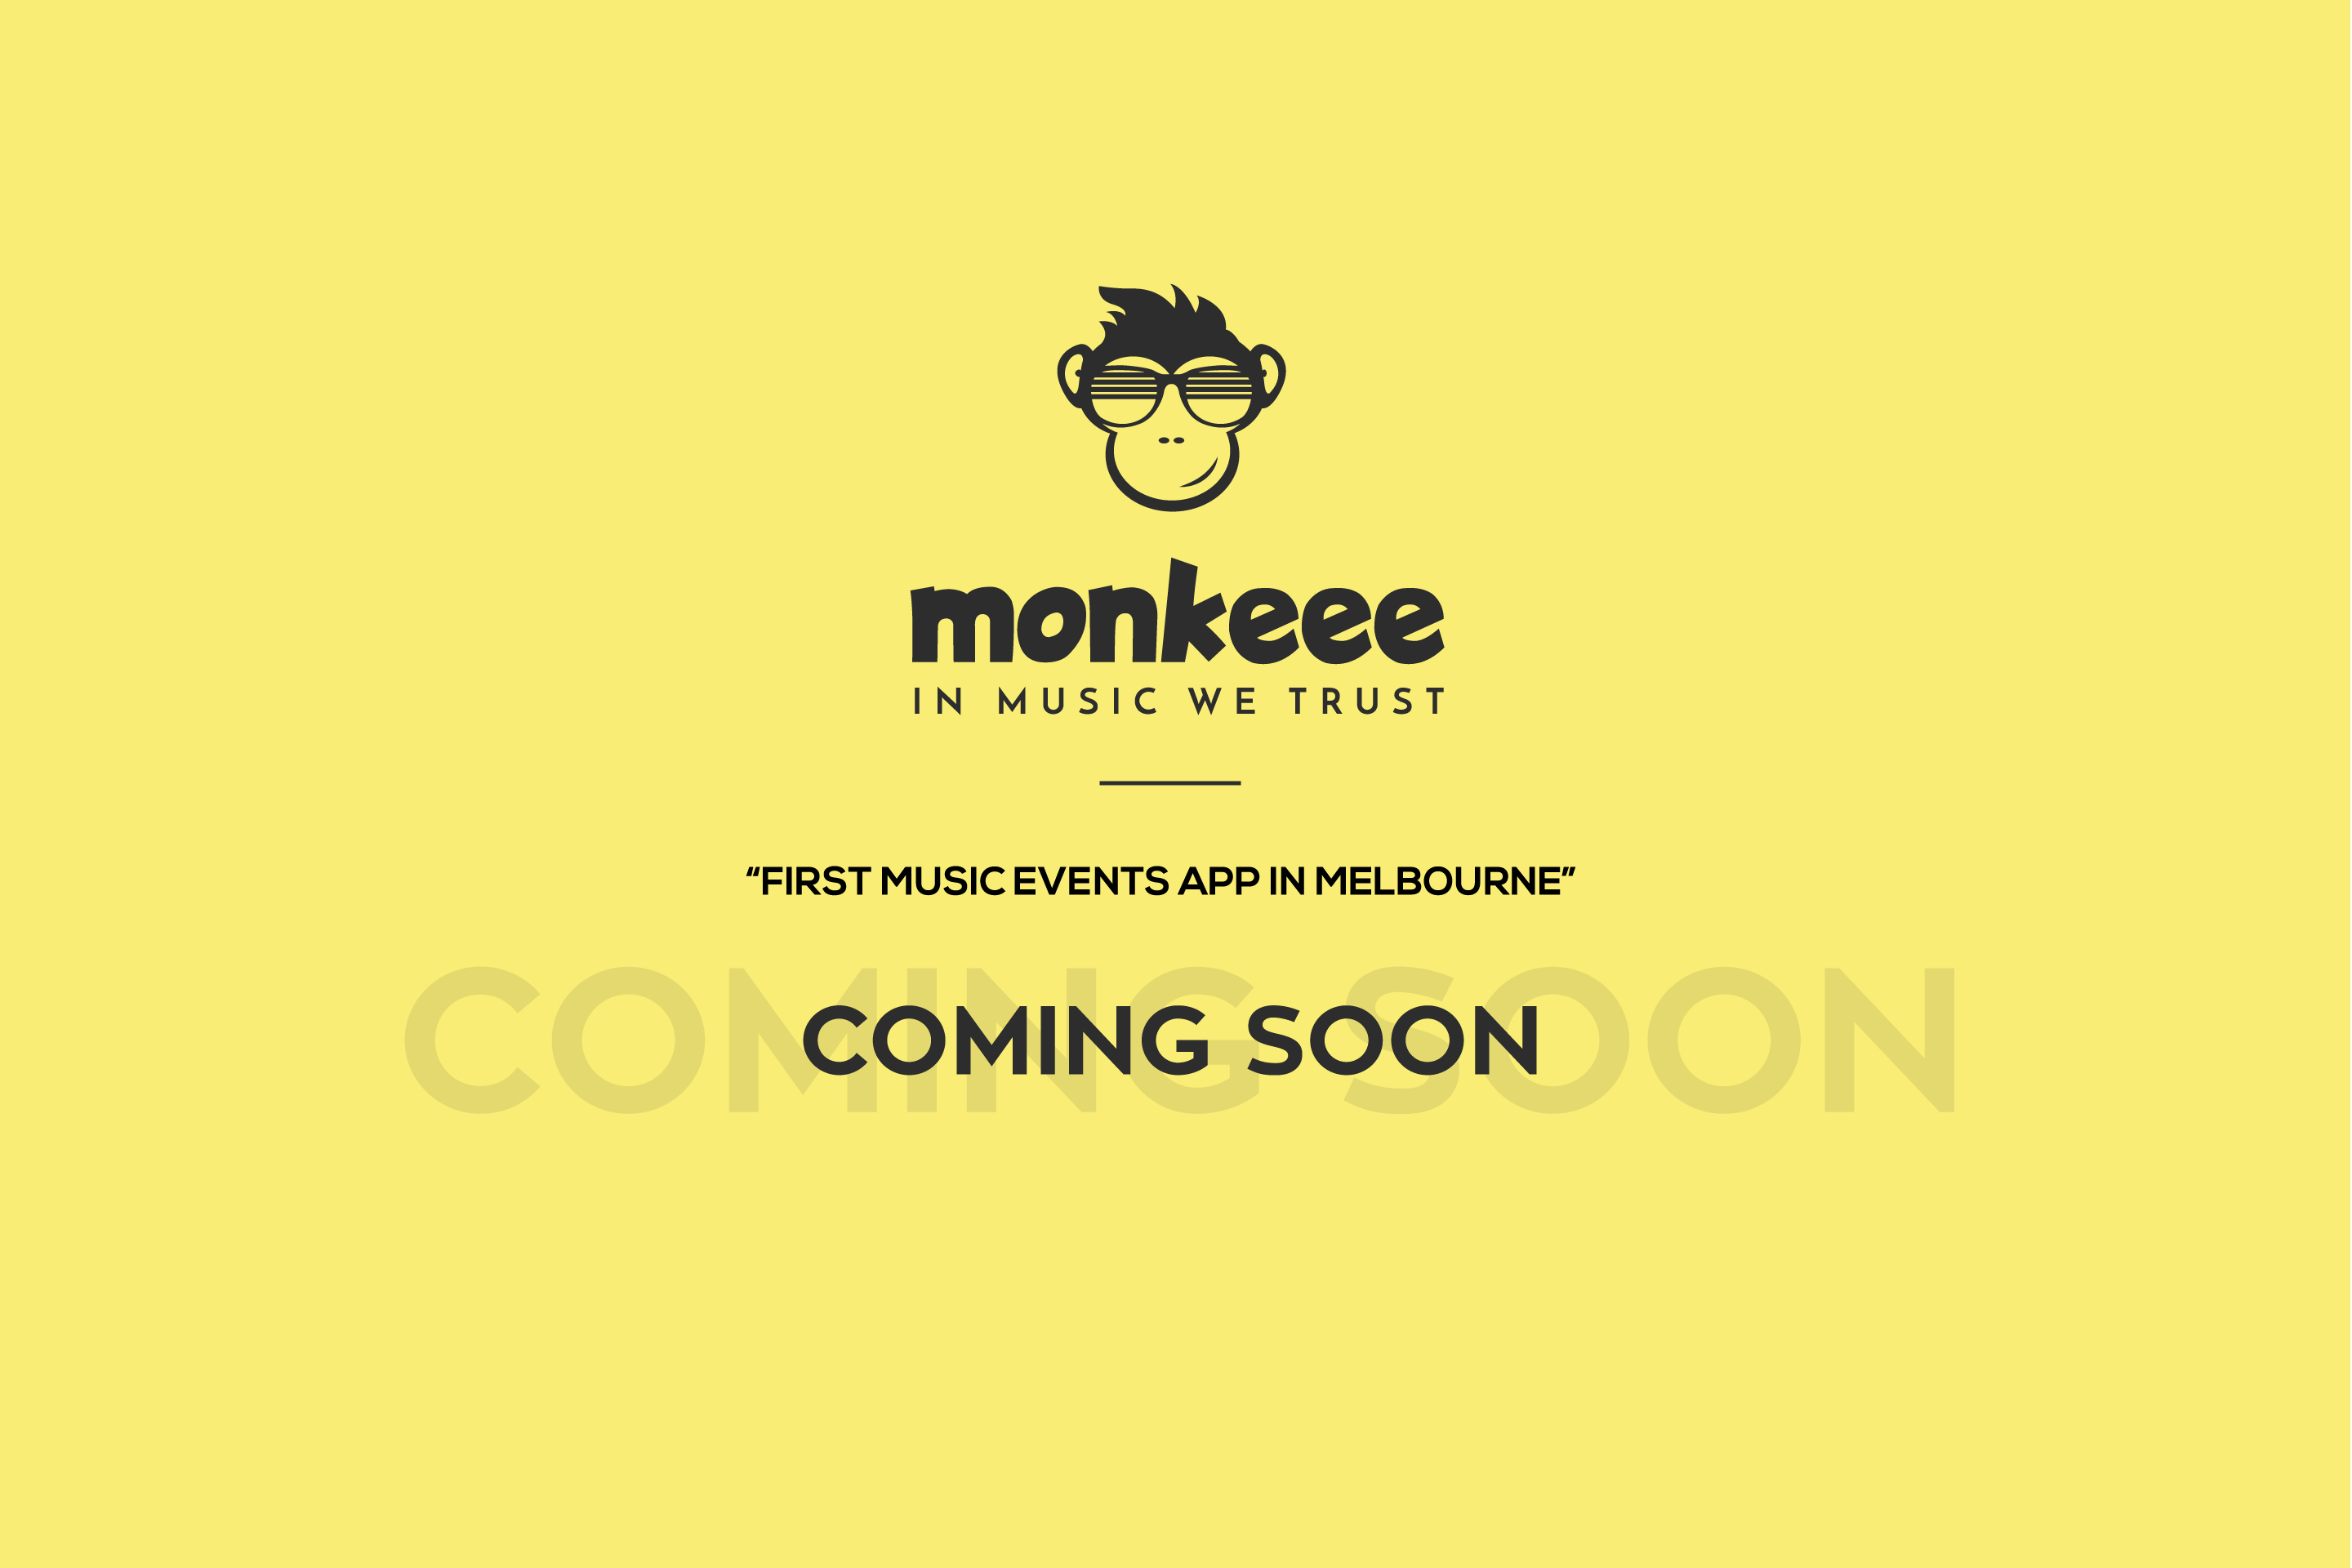 monkeee
IN MUSIC WE TRUST
“FIRST MUSIC EVENTS APP IN MELBOURNE”
COMING SOON
COMING SOON